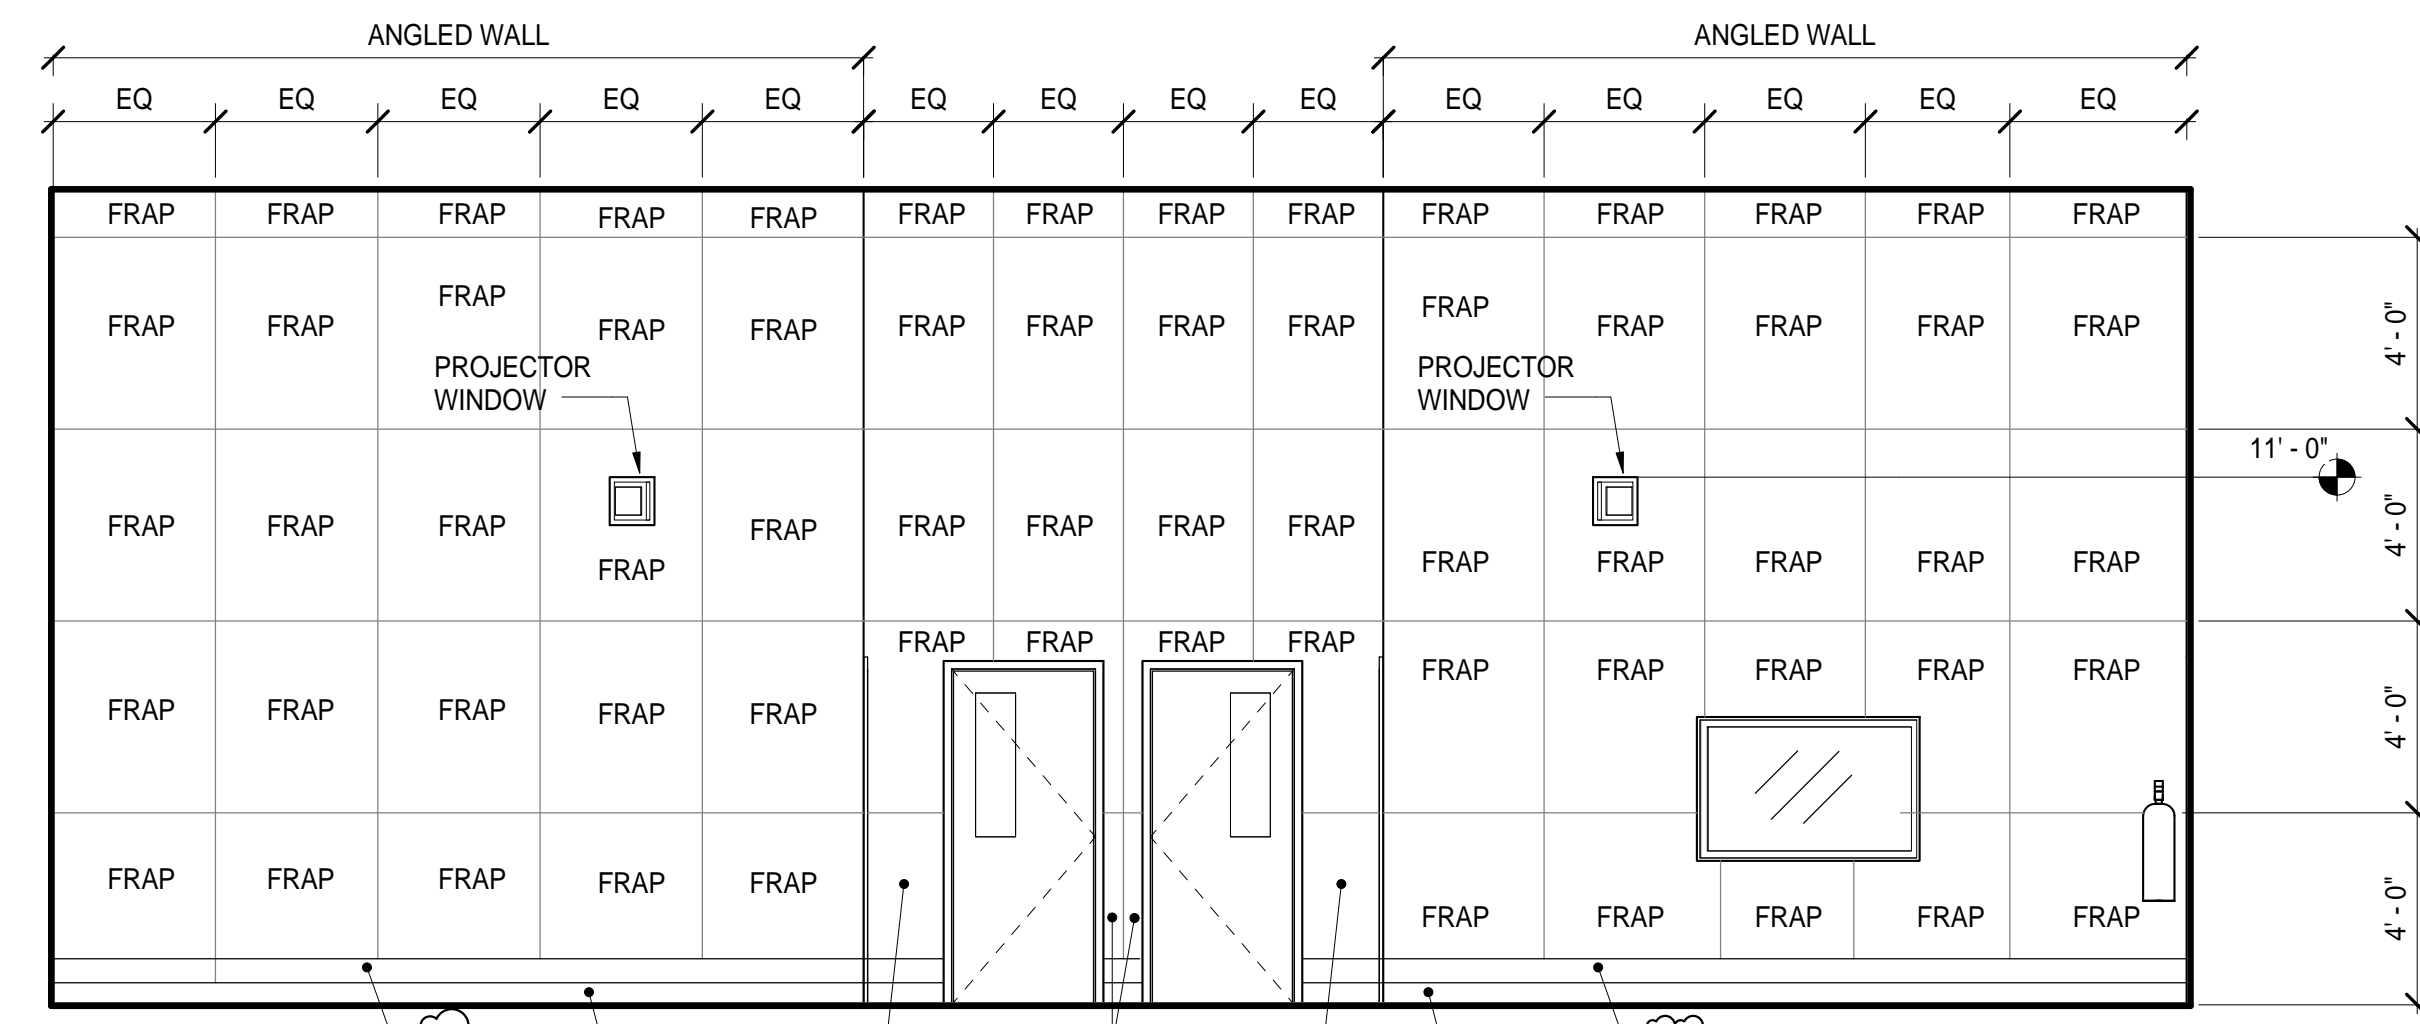 ANGLED WALL ANGLED WALL
EQ EQ EQ EQ EQ EQ EQ EQ EQ EQ EQ EQ EQ EQ
FRAP FRAP FRAP FRAP FRAP FRAP FRAP FRAP FRAP FRAP FRAP FRAP FRAP FRAP
FRAP FRAP FRAP FRAP FRAP FRAP FRAP FRAP FRAP FRAP FRAP FRAP FRAP FRAP
4' - 0"
PROJECTOR
WINDOW
PROJECTOR
WINDOW
11' - 0"
FRAP FRAP FRAP FRAP FRAP FRAP FRAP FRAP FRAP FRAP FRAP FRAP FRAP FRAP
4' - 0"
FRAP FRAP FRAP FRAP
FRAP FRAP FRAP FRAP FRAP FRAP FRAP FRAP FRAP FRAP
4' - 0"
FRAP FRAP FRAP FRAP FRAP FRAP FRAP FRAP FRAP FRAP
4' - 0"